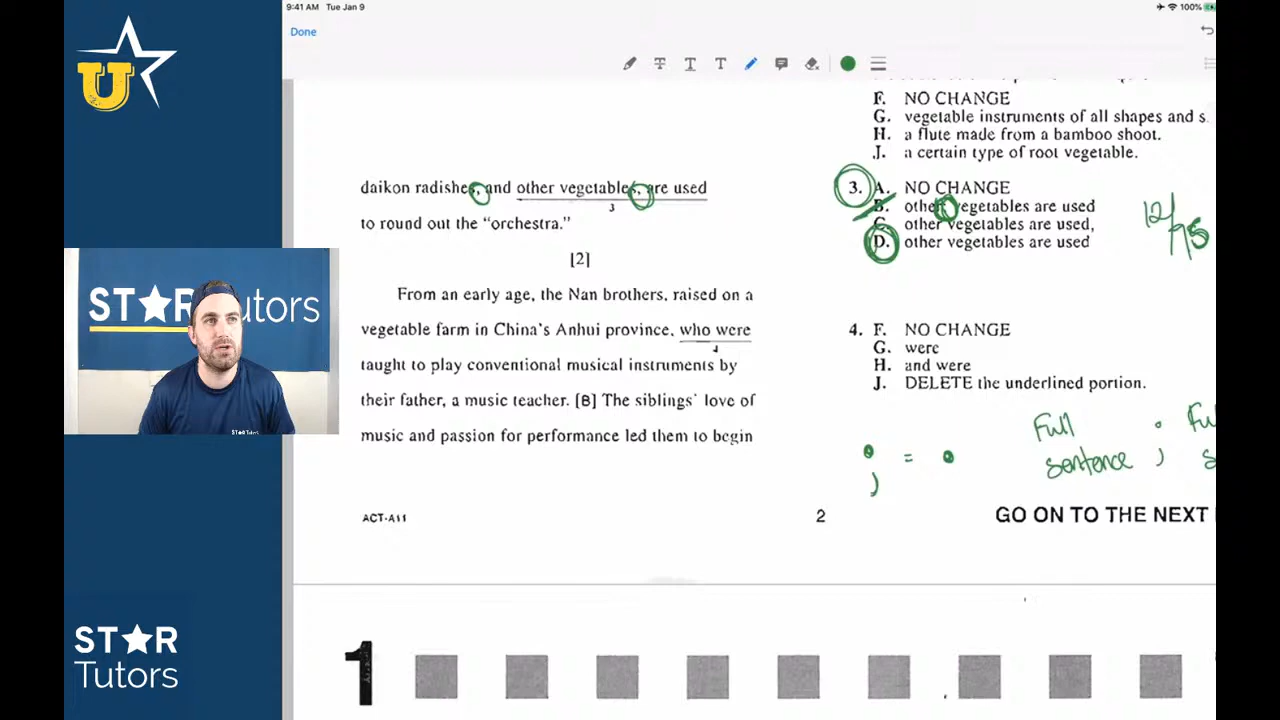 9:41 AM Tue Jan 9
100%
Done
U
F. NO CHANGE
G. vegetable instruments of all shapes and s
H. a flute made from a bamboo shoot.
J. a certain type of root vegetable.
daikon radishes, and other vegetables, are used
3
to round out the “orchestra.”
3. A. NO CHANGE
B. other; vegetables are used
C. other vegetables are used,
D. other vegetables are used
12/
[2]
From an early age, the Nan brothers, raised on a
vegetable farm in China’s Anhui province, who were
4
taught to play conventional musical instruments by
their father, a music teacher. [B] The siblings’ love of
music and passion for performance led them to begin
4. F. NO CHANGE
G. were
H. and were
J. DELETE the underlined portion.
; = .
Full sentence ; Fu
s
ACT-A11
2
GO ON TO THE NEXT
1
STAR
Tutors
STAR Tutors
STAR Tutors